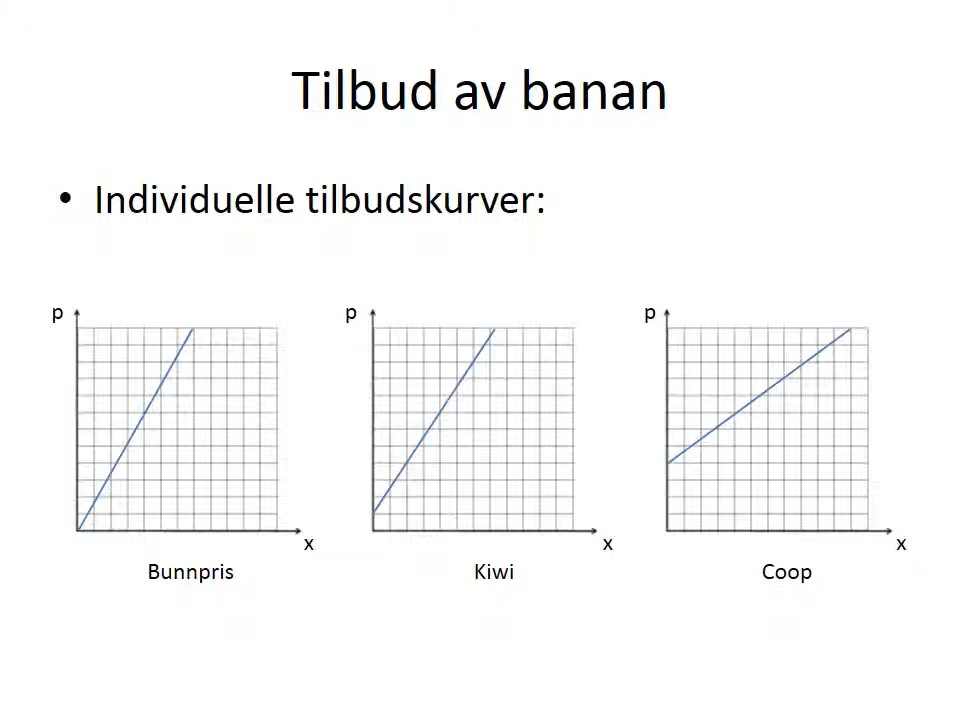 Tilbud av banan
• Individuelle tilbudskurver:
p p p
x x x
Bunnpris Kiwi Coop